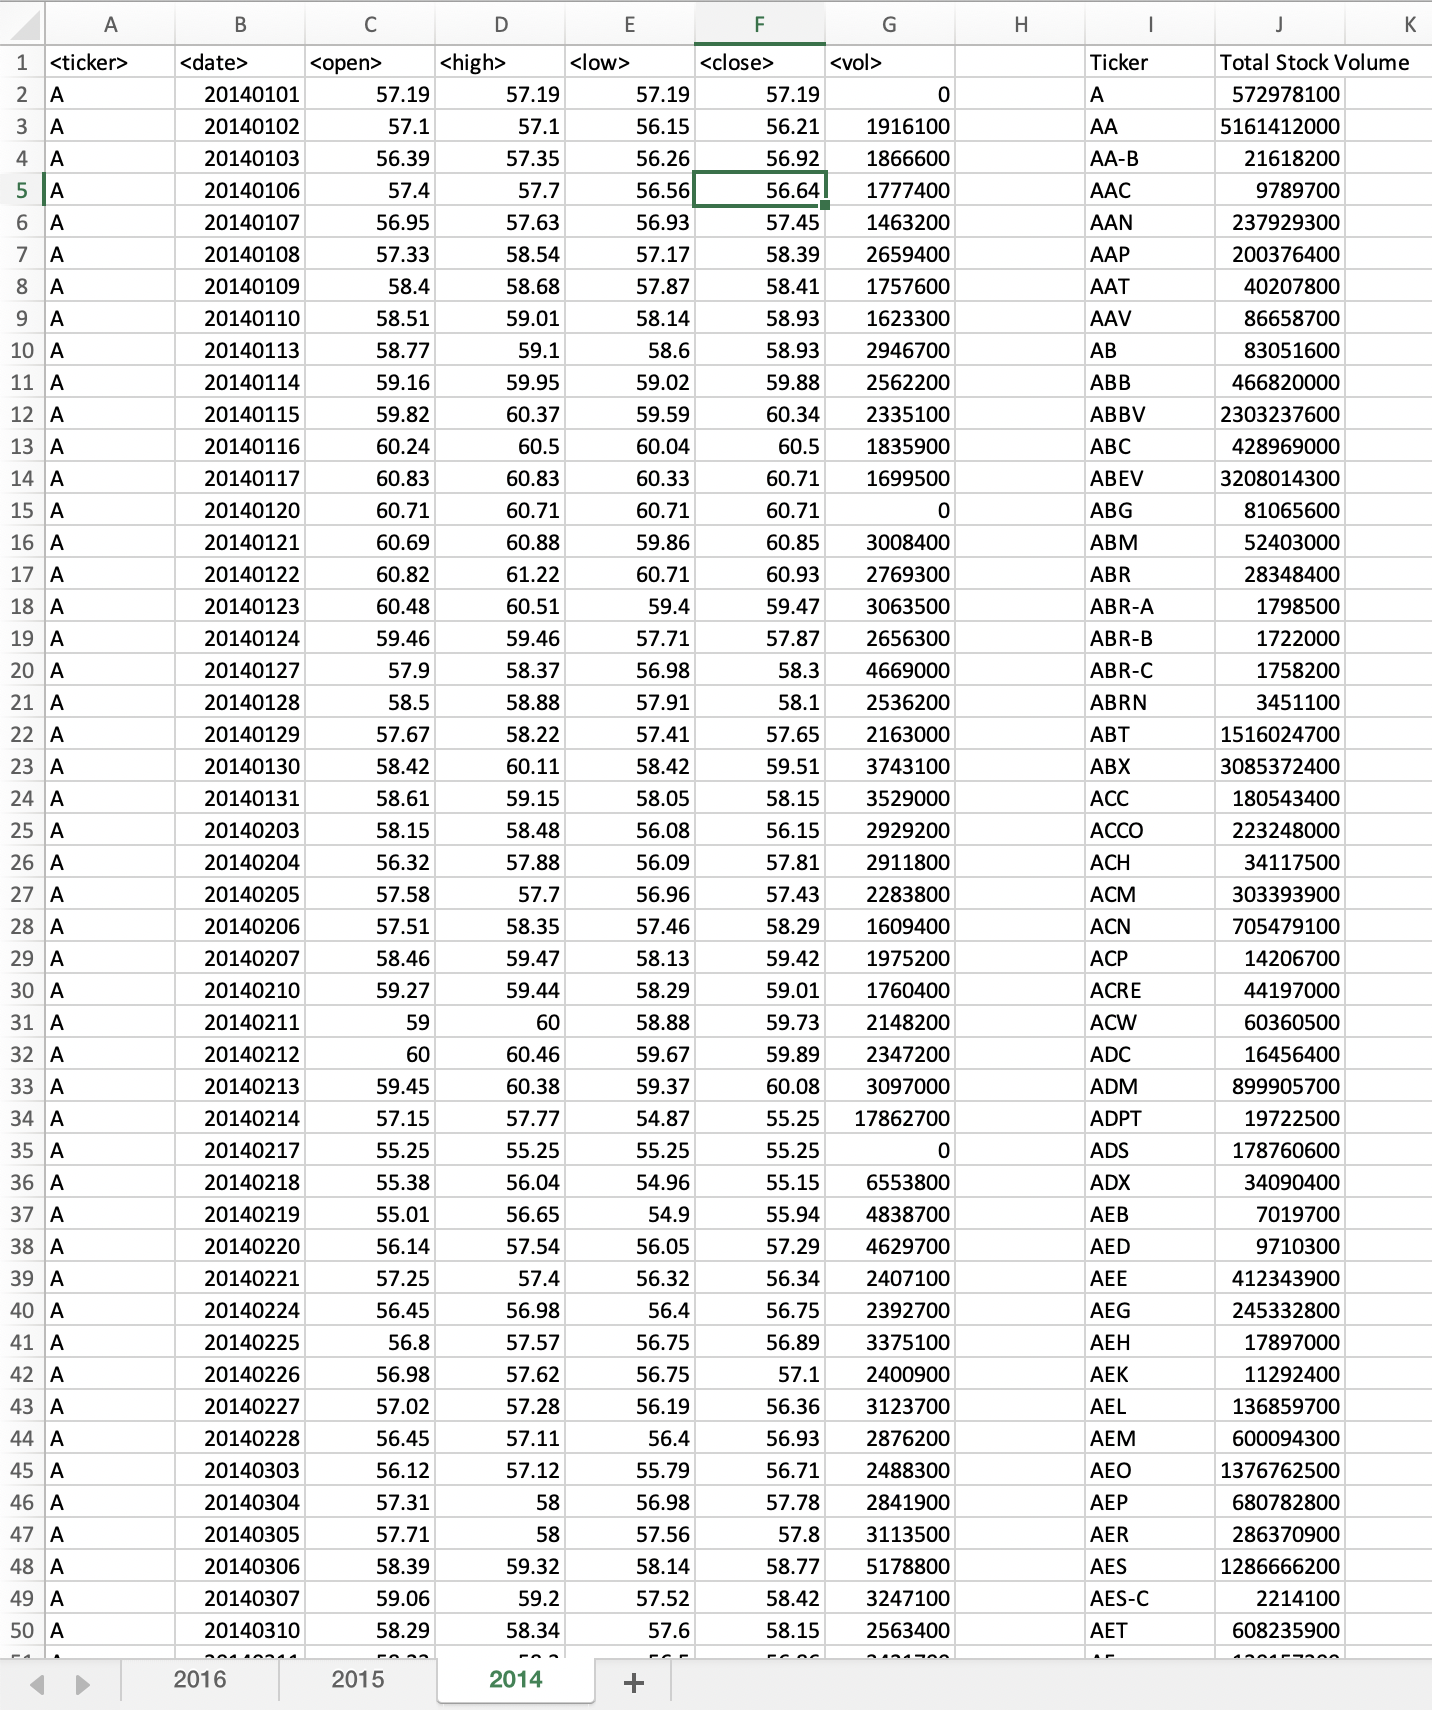 A B C D E F G H I J K
1 <ticker> <date> <open> <high> <low> <close> <vol> Ticker Total Stock Volume
2 A 20140101 57.19 57.19 57.19 57.19 0 A 572978100
3 A 20140102 57.1 57.1 56.15 56.21 1916100 AA 5161412000
4 A 20140103 56.39 57.35 56.26 56.92 1866600 AA-B 21618200
5 A 20140106 57.4 57.7 56.56 56.64 1777400 AAC 9789700
6 A 20140107 56.95 57.63 56.93 57.45 1463200 AAN 237929300
7 A 20140108 57.33 58.54 57.17 58.39 2659400 AAP 200376400
8 A 20140109 58.4 58.68 57.87 58.41 1757600 AAT 40207800
9 A 20140110 58.51 59.01 58.14 58.93 1623300 AAV 86658700
10 A 20140113 58.77 59.1 58.6 58.93 2946700 AB 83051600
11 A 20140114 59.16 59.95 59.02 59.88 2562200 ABB 466820000
12 A 20140115 59.82 60.37 59.59 60.34 2335100 ABBV 2303237600
13 A 20140116 60.24 60.5 60.04 60.5 1835900 ABC 428969000
14 A 20140117 60.83 60.83 60.33 60.71 1699500 ABEV 3208014300
15 A 20140120 60.71 60.71 60.71 60.71 0 ABG 81065600
16 A 20140121 60.69 60.88 59.86 60.85 3008400 ABM 52403000
17 A 20140122 60.82 61.22 60.71 60.93 2769300 ABR 28348400
18 A 20140123 60.48 60.51 59.4 59.47 3063500 ABR-A 1798500
19 A 20140124 59.46 59.46 57.71 57.87 2656300 ABR-B 1722000
20 A 20140127 57.9 58.37 56.98 58.3 4669000 ABR-C 1758200
21 A 20140128 58.5 58.88 57.91 58.1 2536200 ABRN 3451100
22 A 20140129 57.67 58.22 57.41 57.65 2163000 ABT 1516024700
23 A 20140130 58.42 60.11 58.42 59.51 3743100 ABX 3085372400
24 A 20140131 58.61 59.15 58.05 58.15 3529000 ACC 180543400
25 A 20140203 58.15 58.48 56.08 56.15 2929200 ACCO 223248000
26 A 20140204 56.32 57.88 56.09 57.81 2911800 ACH 34117500
27 A 20140205 57.58 57.7 56.96 57.43 2283800 ACM 303393900
28 A 20140206 57.51 58.35 57.46 58.29 1609400 ACN 705479100
29 A 20140207 58.46 59.47 58.13 59.42 1975200 ACP 14206700
30 A 20140210 59.27 59.44 58.29 59.01 1760400 ACRE 44197000
31 A 20140211 59 60 58.88 59.73 2148200 ACW 60360500
32 A 20140212 60 60.46 59.67 59.89 2347200 ADC 16456400
33 A 20140213 59.45 60.38 59.37 60.08 3097000 ADM 899905700
34 A 20140214 57.15 57.77 54.87 55.25 17862700 ADPT 19722500
35 A 20140217 55.25 55.25 55.25 55.25 0 ADS 178760600
36 A 20140218 55.38 56.04 54.96 55.15 6553800 ADX 34090400
37 A 20140219 55.01 56.65 54.9 55.94 4838700 AEB 7019700
38 A 20140220 56.14 57.54 56.05 57.29 4629700 AED 9710300
39 A 20140221 57.25 57.4 56.32 56.34 2407100 AEE 412343900
40 A 20140224 56.45 56.98 56.4 56.75 2392700 AEG 245332800
41 A 20140225 56.8 57.57 56.75 56.89 3375100 AEH 17897000
42 A 20140226 56.98 57.62 56.75 57.1 2400900 AEK 11292400
43 A 20140227 57.02 57.28 56.19 56.36 3123700 AEL 136859700
44 A 20140228 56.45 57.11 56.4 56.93 2876200 AEM 600094300
45 A 20140303 56.12 57.12 55.79 56.71 2488300 AEO 1376762500
46 A 20140304 57.31 58 56.98 57.78 2841900 AEP 680782800
47 A 20140305 57.71 58 57.56 57.8 3113500 AER 286370900
48 A 20140306 58.39 59.32 58.14 58.77 5178800 AES 1286666200
49 A 20140307 59.06 59.2 57.52 58.42 3247100 AES-C 2214100
50 A 20140310 58.29 58.34 57.6 58.15 2563400 AET 608235900
2016 2015 2014 +